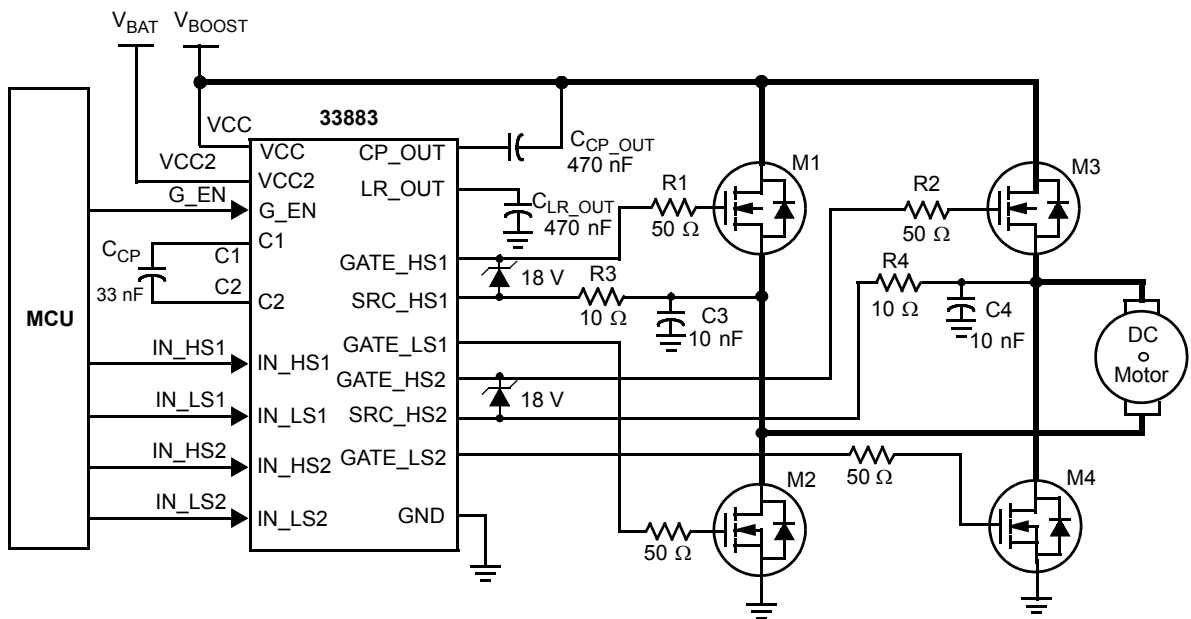 VBAT
VBOOST
33883
VCC
VCC
CP_OUT
CCP_OUT
470 nF
M1
M3
VCC2
VCC2
LR_OUT
CLR_OUT
470 nF
R1
50 Ω
R2
50 Ω
G_EN
G_EN
CCP
33 nF
C1
C1
C2
C2
GATE_HS1
18 V
R3
10 Ω
R4
10 Ω
SRC_HS1
C3
10 nF
C4
10 nF
MCU
GATE_LS1
DC
Motor
IN_HS1
IN_HS1
GATE_HS2
18 V
IN_LS1
IN_LS1
SRC_HS2
IN_HS2
IN_HS2
GATE_LS2
50 Ω
M2
M4
IN_LS2
IN_LS2
GND
50 Ω